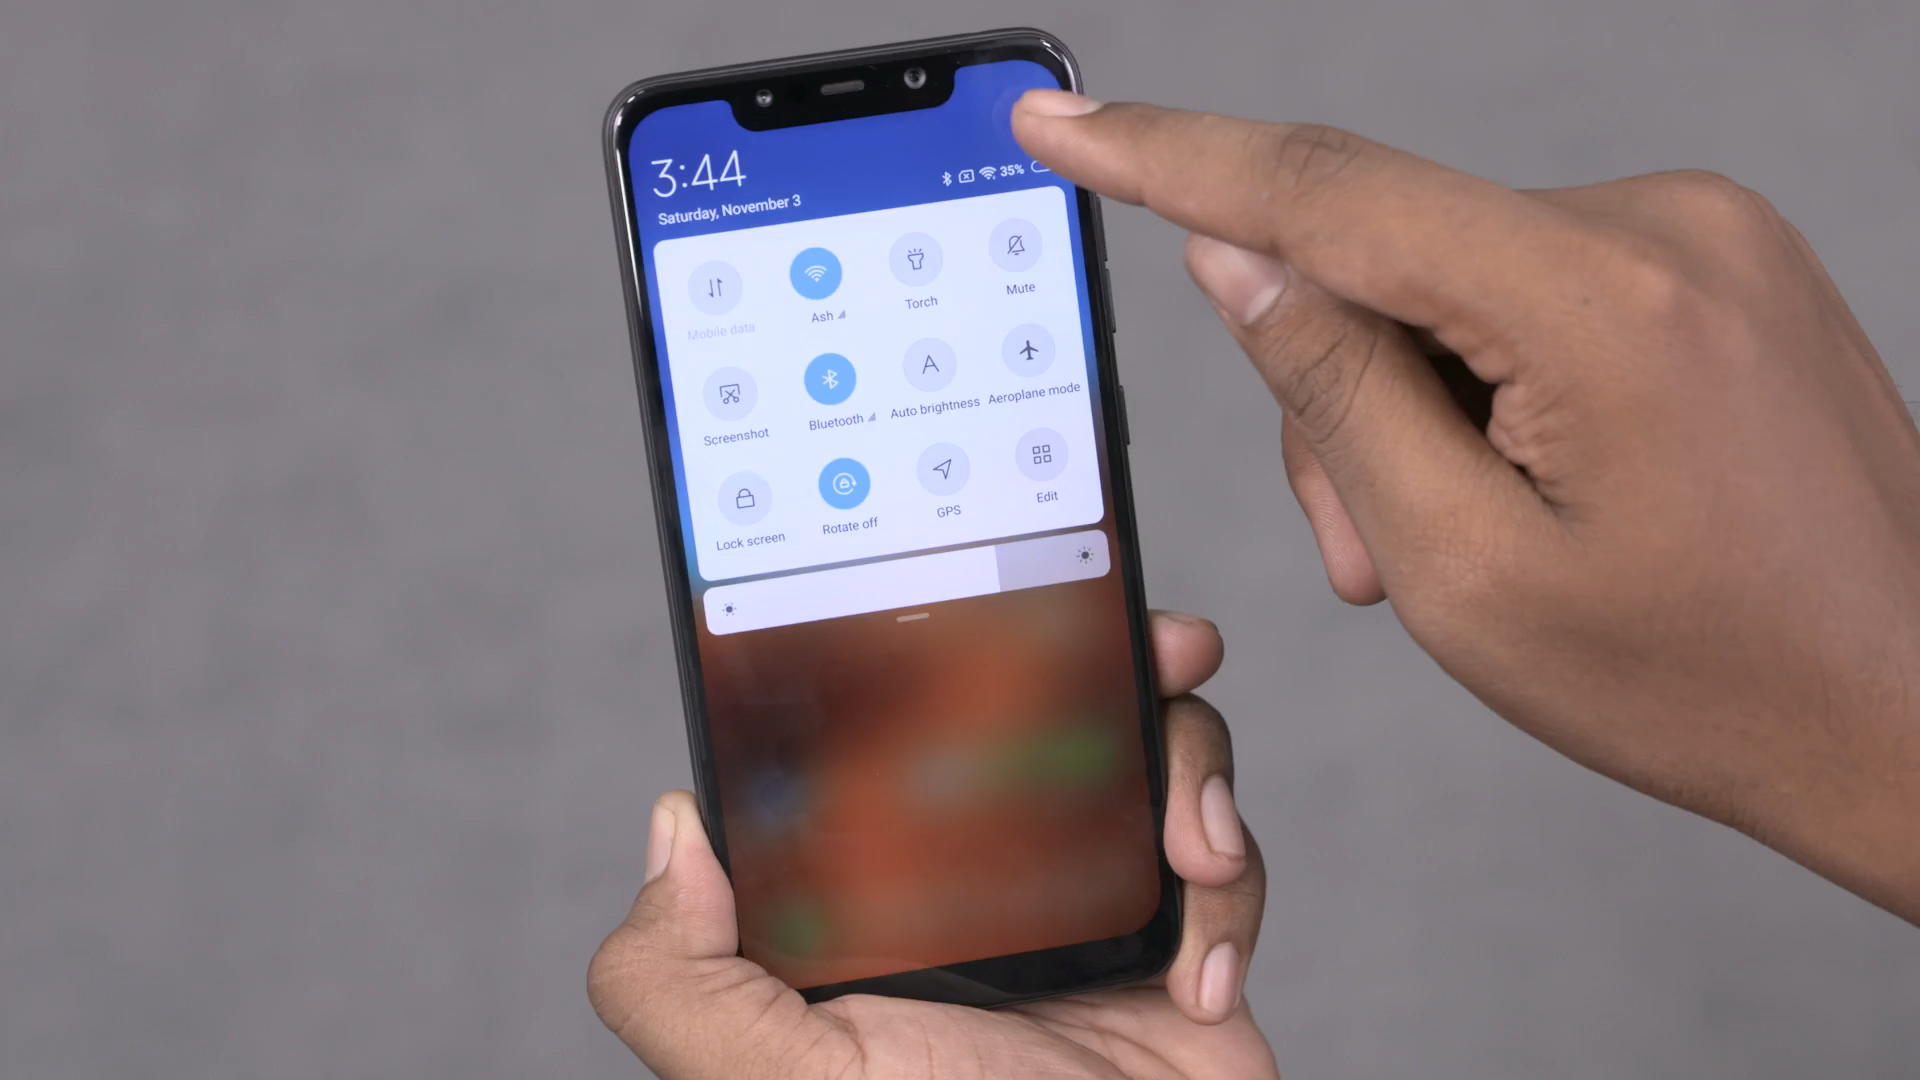 3:44
Saturday, November 3
35%
Mobile data
Ash
Torch
Mute
Screenshot
Bluetooth
Auto brightness
Aeroplane mode
Lock screen
Rotate off
GPS
Edit